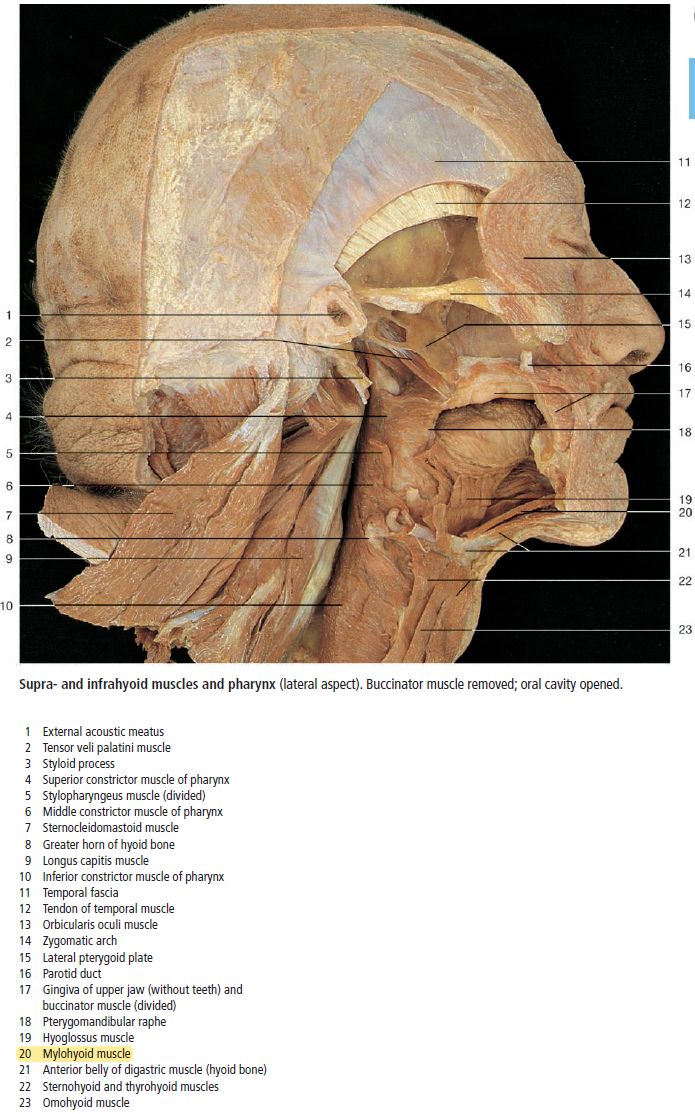 11
12
13
14
1
15
2
16
3
17
4
18
5
6
19
7
20
8
21
9
22
10
23
Supra- and infrahyoid muscles and pharynx (lateral aspect). Buccinator muscle removed; oral cavity opened.
1 External acoustic meatus
2 Tensor veli palatini muscle
3 Styloid process
4 Superior constrictor muscle of pharynx
5 Stylopharyngeus muscle (divided)
6 Middle constrictor muscle of pharynx
7 Sternocleidomastoid muscle
8 Greater horn of hyoid bone
9 Longus capitis muscle
10 Inferior constrictor muscle of pharynx
11 Temporal fascia
12 Tendon of temporal muscle
13 Orbicularis oculi muscle
14 Zygomatic arch
15 Lateral pterygoid plate
16 Parotid duct
17 Gingiva of upper jaw (without teeth) and
buccinator muscle (divided)
18 Pterygomandibular raphe
19 Hyoglossus muscle
20 Mylohyoid muscle
21 Anterior belly of digastric muscle (hyoid bone)
22 Sternohyoid and thyrohyoid muscles
23 Omohyoid muscle